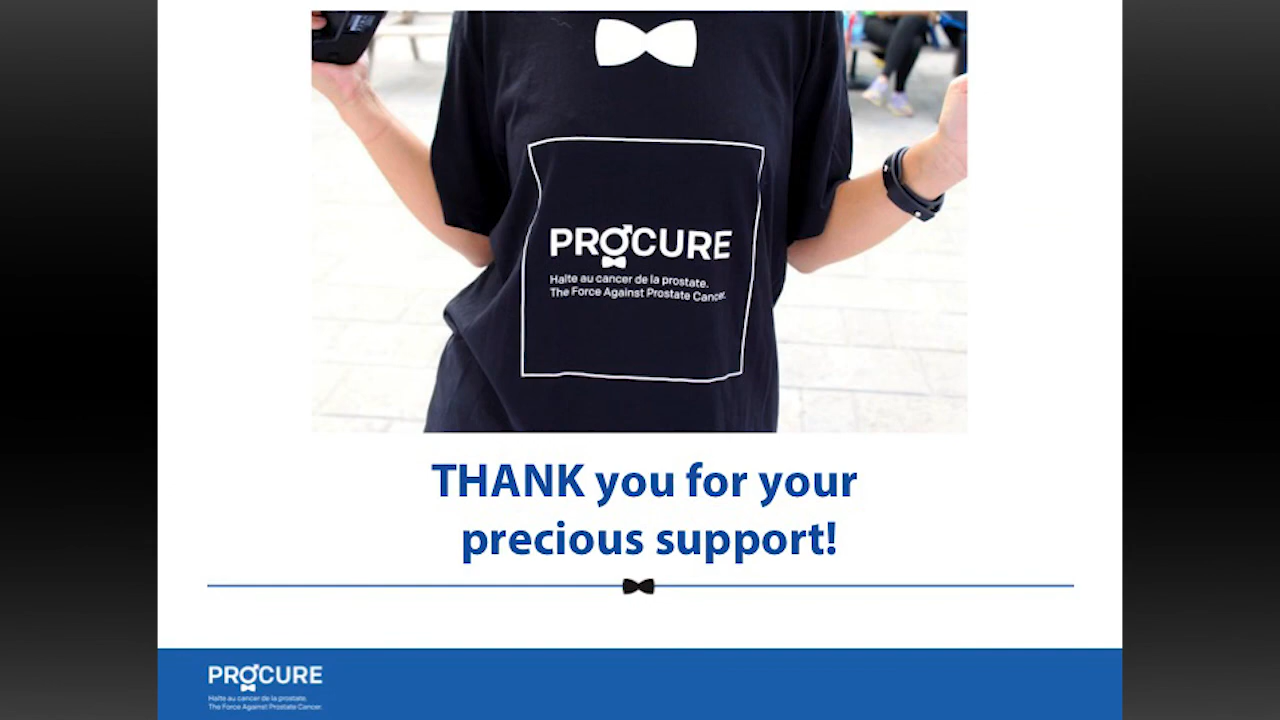 PROCURE
Halte au cancer de la prostate.
The Force Against Prostate Cancer.
THANK you for your
precious support!
PROCURE
Halte au cancer de la prostate.
The Force Against Prostate Cancer.